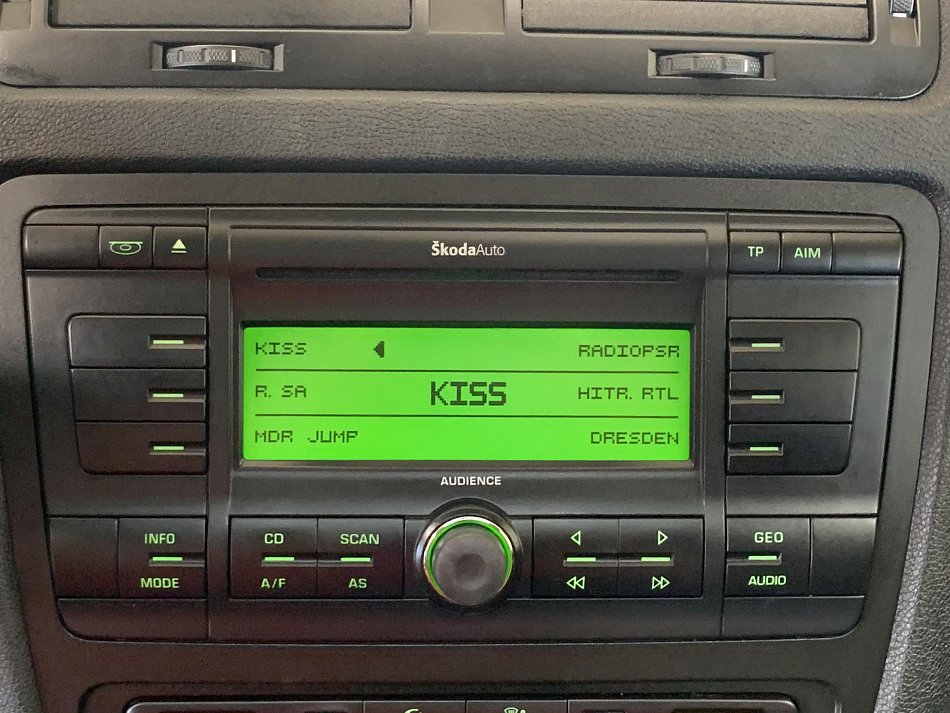 ŠkodaAuto
TP AIM
KISS RADIOPSR
R. SA KISS HITR. RTL
MDR JUMP DRESDEN
AUDIENCE
INFO CD SCAN GEO
MODE A/F AS AUDIO